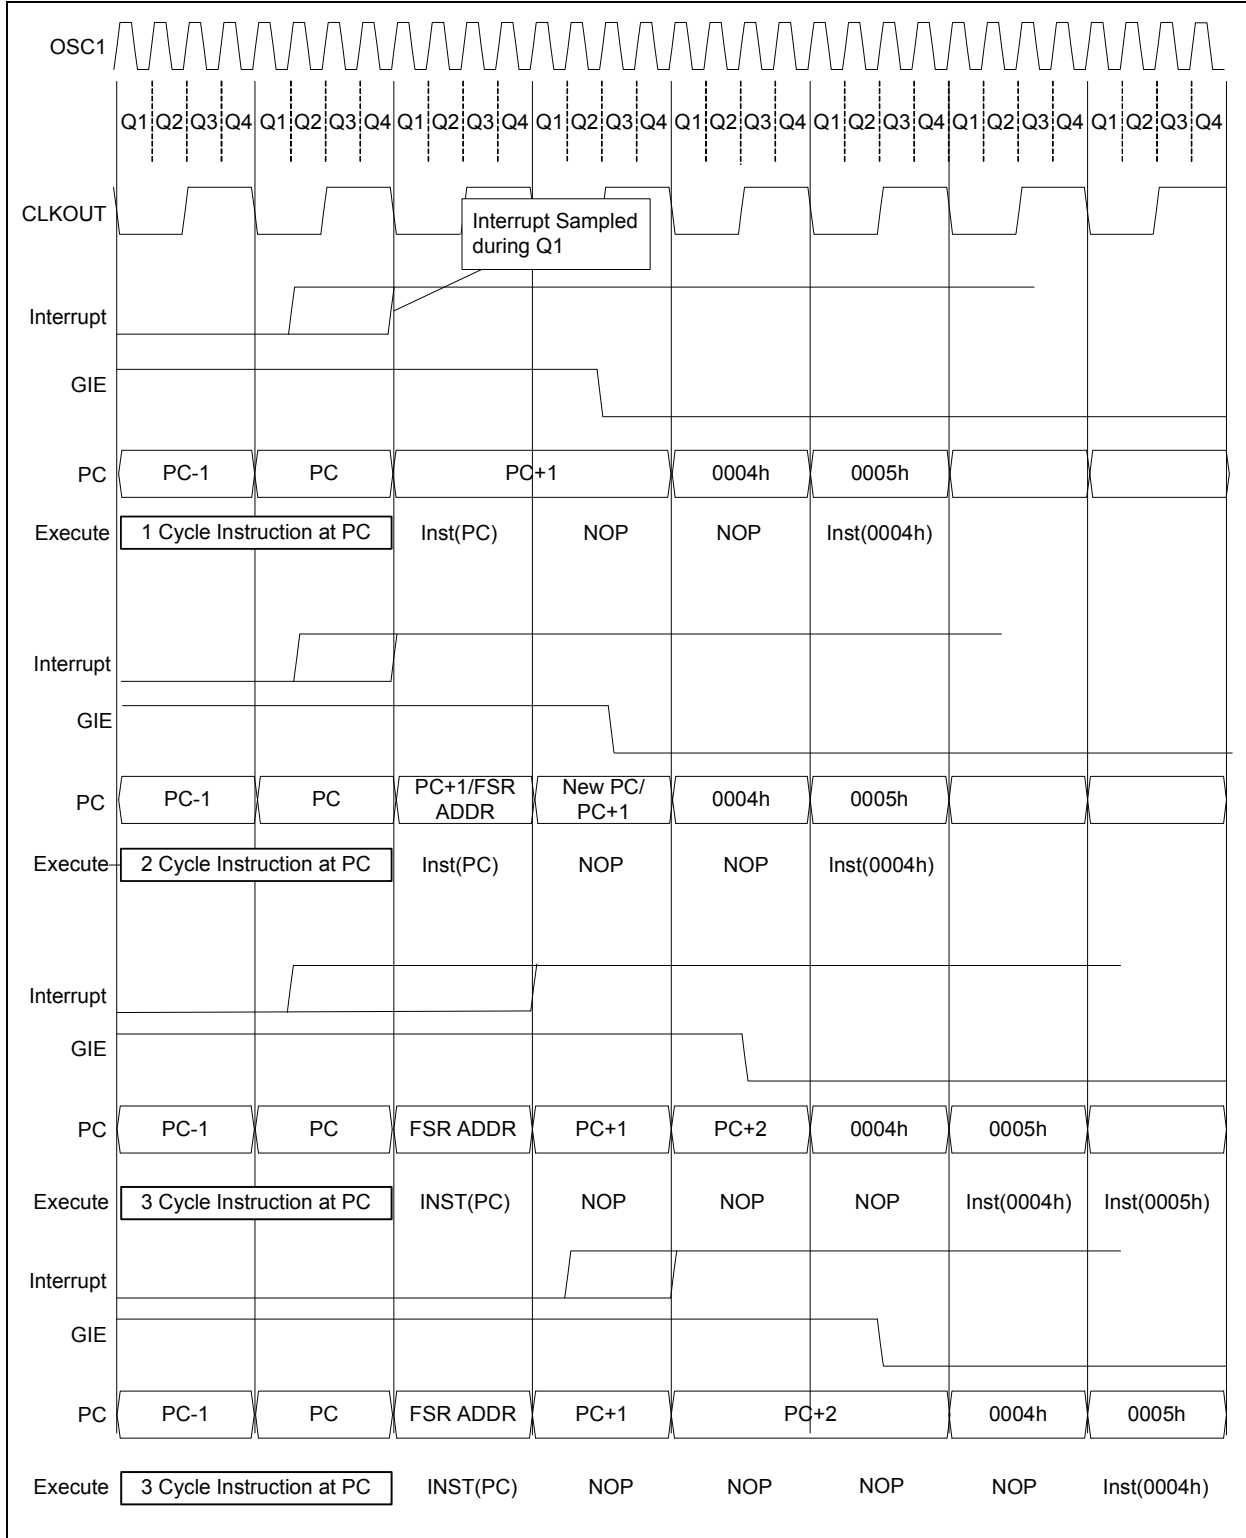 OSC1
Q1 Q2 Q3 Q4 Q1 Q2 Q3 Q4 Q1 Q2 Q3 Q4 Q1 Q2 Q3 Q4 Q1 Q2 Q3 Q4 Q1 Q2 Q3 Q4 Q1 Q2 Q3 Q4 Q1 Q2 Q3 Q4
CLKOUT
Interrupt Sampled
during Q1
Interrupt
GIE
PC PC-1 PC PC+1 0004h 0005h
Execute 1 Cycle Instruction at PC Inst(PC) NOP NOP Inst(0004h)
Interrupt
GIE
PC PC-1 PC PC+1/FSR ADDR New PC/ PC+1 0004h 0005h
Execute 2 Cycle Instruction at PC Inst(PC) NOP NOP Inst(0004h)
Interrupt
GIE
PC PC-1 PC FSR ADDR PC+1 PC+2 0004h 0005h
Execute 3 Cycle Instruction at PC INST(PC) NOP NOP NOP Inst(0004h) Inst(0005h)
Interrupt
GIE
PC PC-1 PC FSR ADDR PC+1 PC+2 0004h 0005h
Execute 3 Cycle Instruction at PC INST(PC) NOP NOP NOP NOP Inst(0004h)